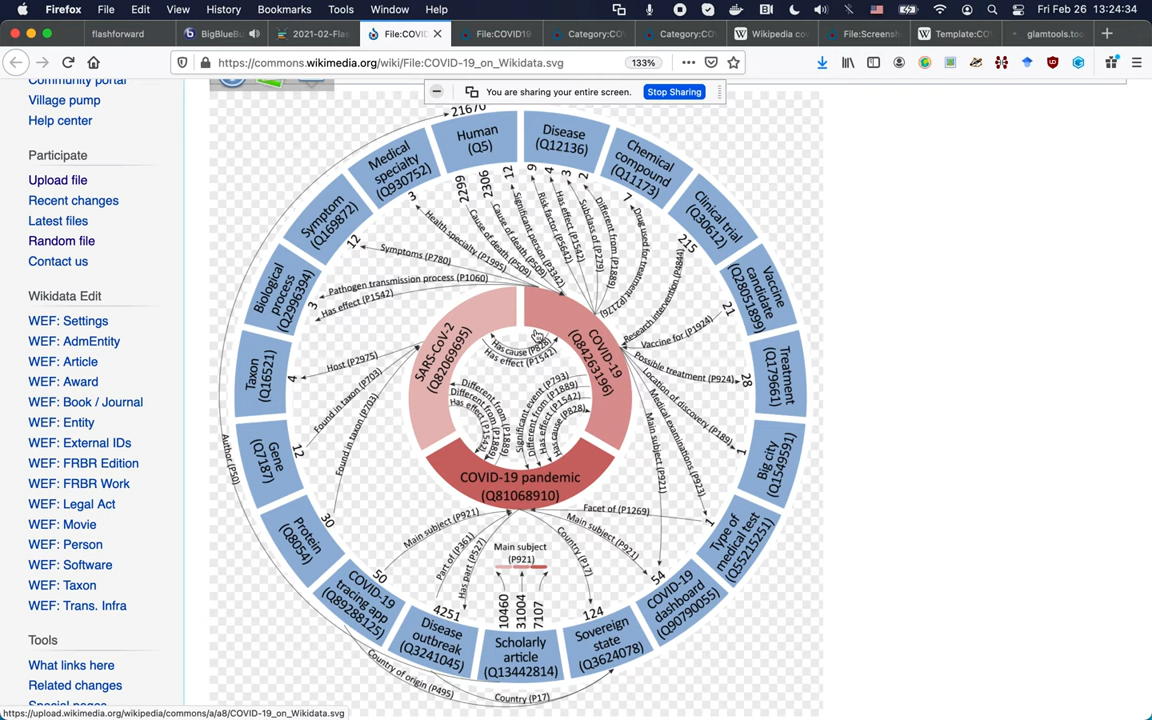 Firefox File Edit View History Bookmarks Tools Window Help Fri Feb 26 13:24:34
flashforward
BigBlueBu
2021-02-Flas
File:COVI
File:COVID19
Category:CO
Category:CO
Wikipedia co
File:Screensh
Template:CO
glamtools.too
https://commons.wikimedia.org/wiki/File:COVID-19_on_Wikidata.svg
133%
You are sharing your entire screen.
Stop Sharing
Community portal
Village pump
Help center
Participate
Upload file
Recent changes
Latest files
Random file
Contact us
Wikidata Edit
WEF: Settings
WEF: AdmEntity
WEF: Article
WEF: Award
WEF: Book / Journal
WEF: Entity
WEF: External IDs
WEF: FRBR Edition
WEF: FRBR Work
WEF: Legal Act
WEF: Movie
WEF: Person
WEF: Software
WEF: Taxon
WEF: Trans. Infra
Tools
What links here
Related changes
Special pages
https://upload.wikimedia.org/wikipedia/commons/a/a8/COVID-19_on_Wikidata.svg
21670
Human
(Q5)
Disease
(Q12136)
Chemical
compound
(Q11173)
Clinical trial
(Q30612)
Vaccine
candidate
(Q28051899)
Treatment
(Q179661)
Big city
(Q1549591)
Type of
medical test
(Q55215251)
COVID-19
dashboard
(Q90790055)
Sovereign
state
(Q3624078)
Scholarly
article
(Q13442814)
Disease
outbreak
(Q3241045)
COVID-19
tracing app
(Q89288125)
Protein
(Q8054)
Gene
(Q7187)
Taxon
(Q16521)
Biological
process
(Q2996394)
Symptom
(Q169872)
Medical
specialty
(Q930752)
3
2299
2306
12
9
4
3
2
7
215
21
28
1
1
54
124
7107
31004
10460
4251
50
30
12
4
3
12
Health specialty (P1995)
Cause of death (P509)
Cause of death (P509)
Significant person (P3342)
Risk factor (P5642)
Has effect (P1542)
Subclass of (P279)
Different from (P1889)
Drug used for treatment (P2176)
Research intervention (P4844)
Vaccine for (P1924)
Possible treatment (P924)
Location of discovery (P189)
Medical examinations (P923)
Main subject (P921)
Symptoms (P780)
Pathogen transmission process (P1060)
Has effect (P1542)
Host (P2975)
Found in taxon (P703)
Found in taxon (P703)
Author (P50)
SARS-CoV-2
(Q82069695)
COVID-19
(Q84263196)
COVID-19 pandemic
(Q81068910)
Has cause (P828)
Has effect (P1542)
Different from (P1889)
Different from (P1889)
Has effect (P1542)
Significant event (P793)
Different from (P1889)
Has effect (P1542)
Has cause (P828)
Facet of (P1269)
Main subject (P921)
Country (P17)
Main subject (P921)
Part of (P361)
Has part (P527)
Main subject
(P921)
Country of origin (P495)
Country (P17)